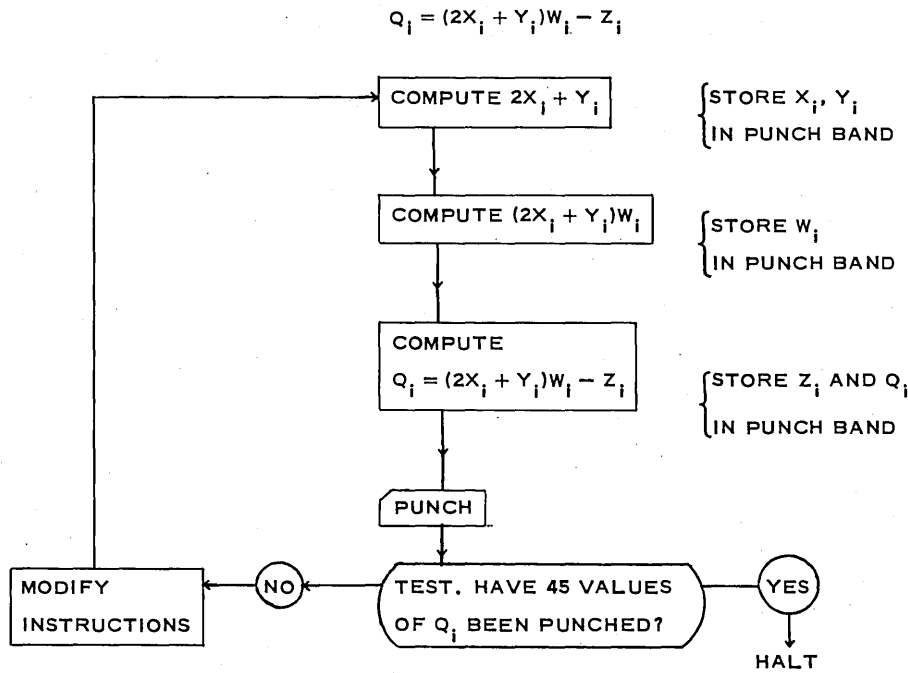 Qᵢ = (2Xᵢ + Yᵢ)Wᵢ − Zᵢ
COMPUTE 2Xᵢ + Yᵢ
{STORE Xᵢ, Yᵢ
IN PUNCH BAND
COMPUTE (2Xᵢ + Yᵢ)Wᵢ
{STORE Wᵢ
IN PUNCH BAND
COMPUTE
Qᵢ = (2Xᵢ + Yᵢ)Wᵢ − Zᵢ
{STORE Zᵢ AND Qᵢ
IN PUNCH BAND
PUNCH
TEST. HAVE 45 VALUES
OF Qᵢ BEEN PUNCHED?
NO
MODIFY
INSTRUCTIONS
YES
HALT